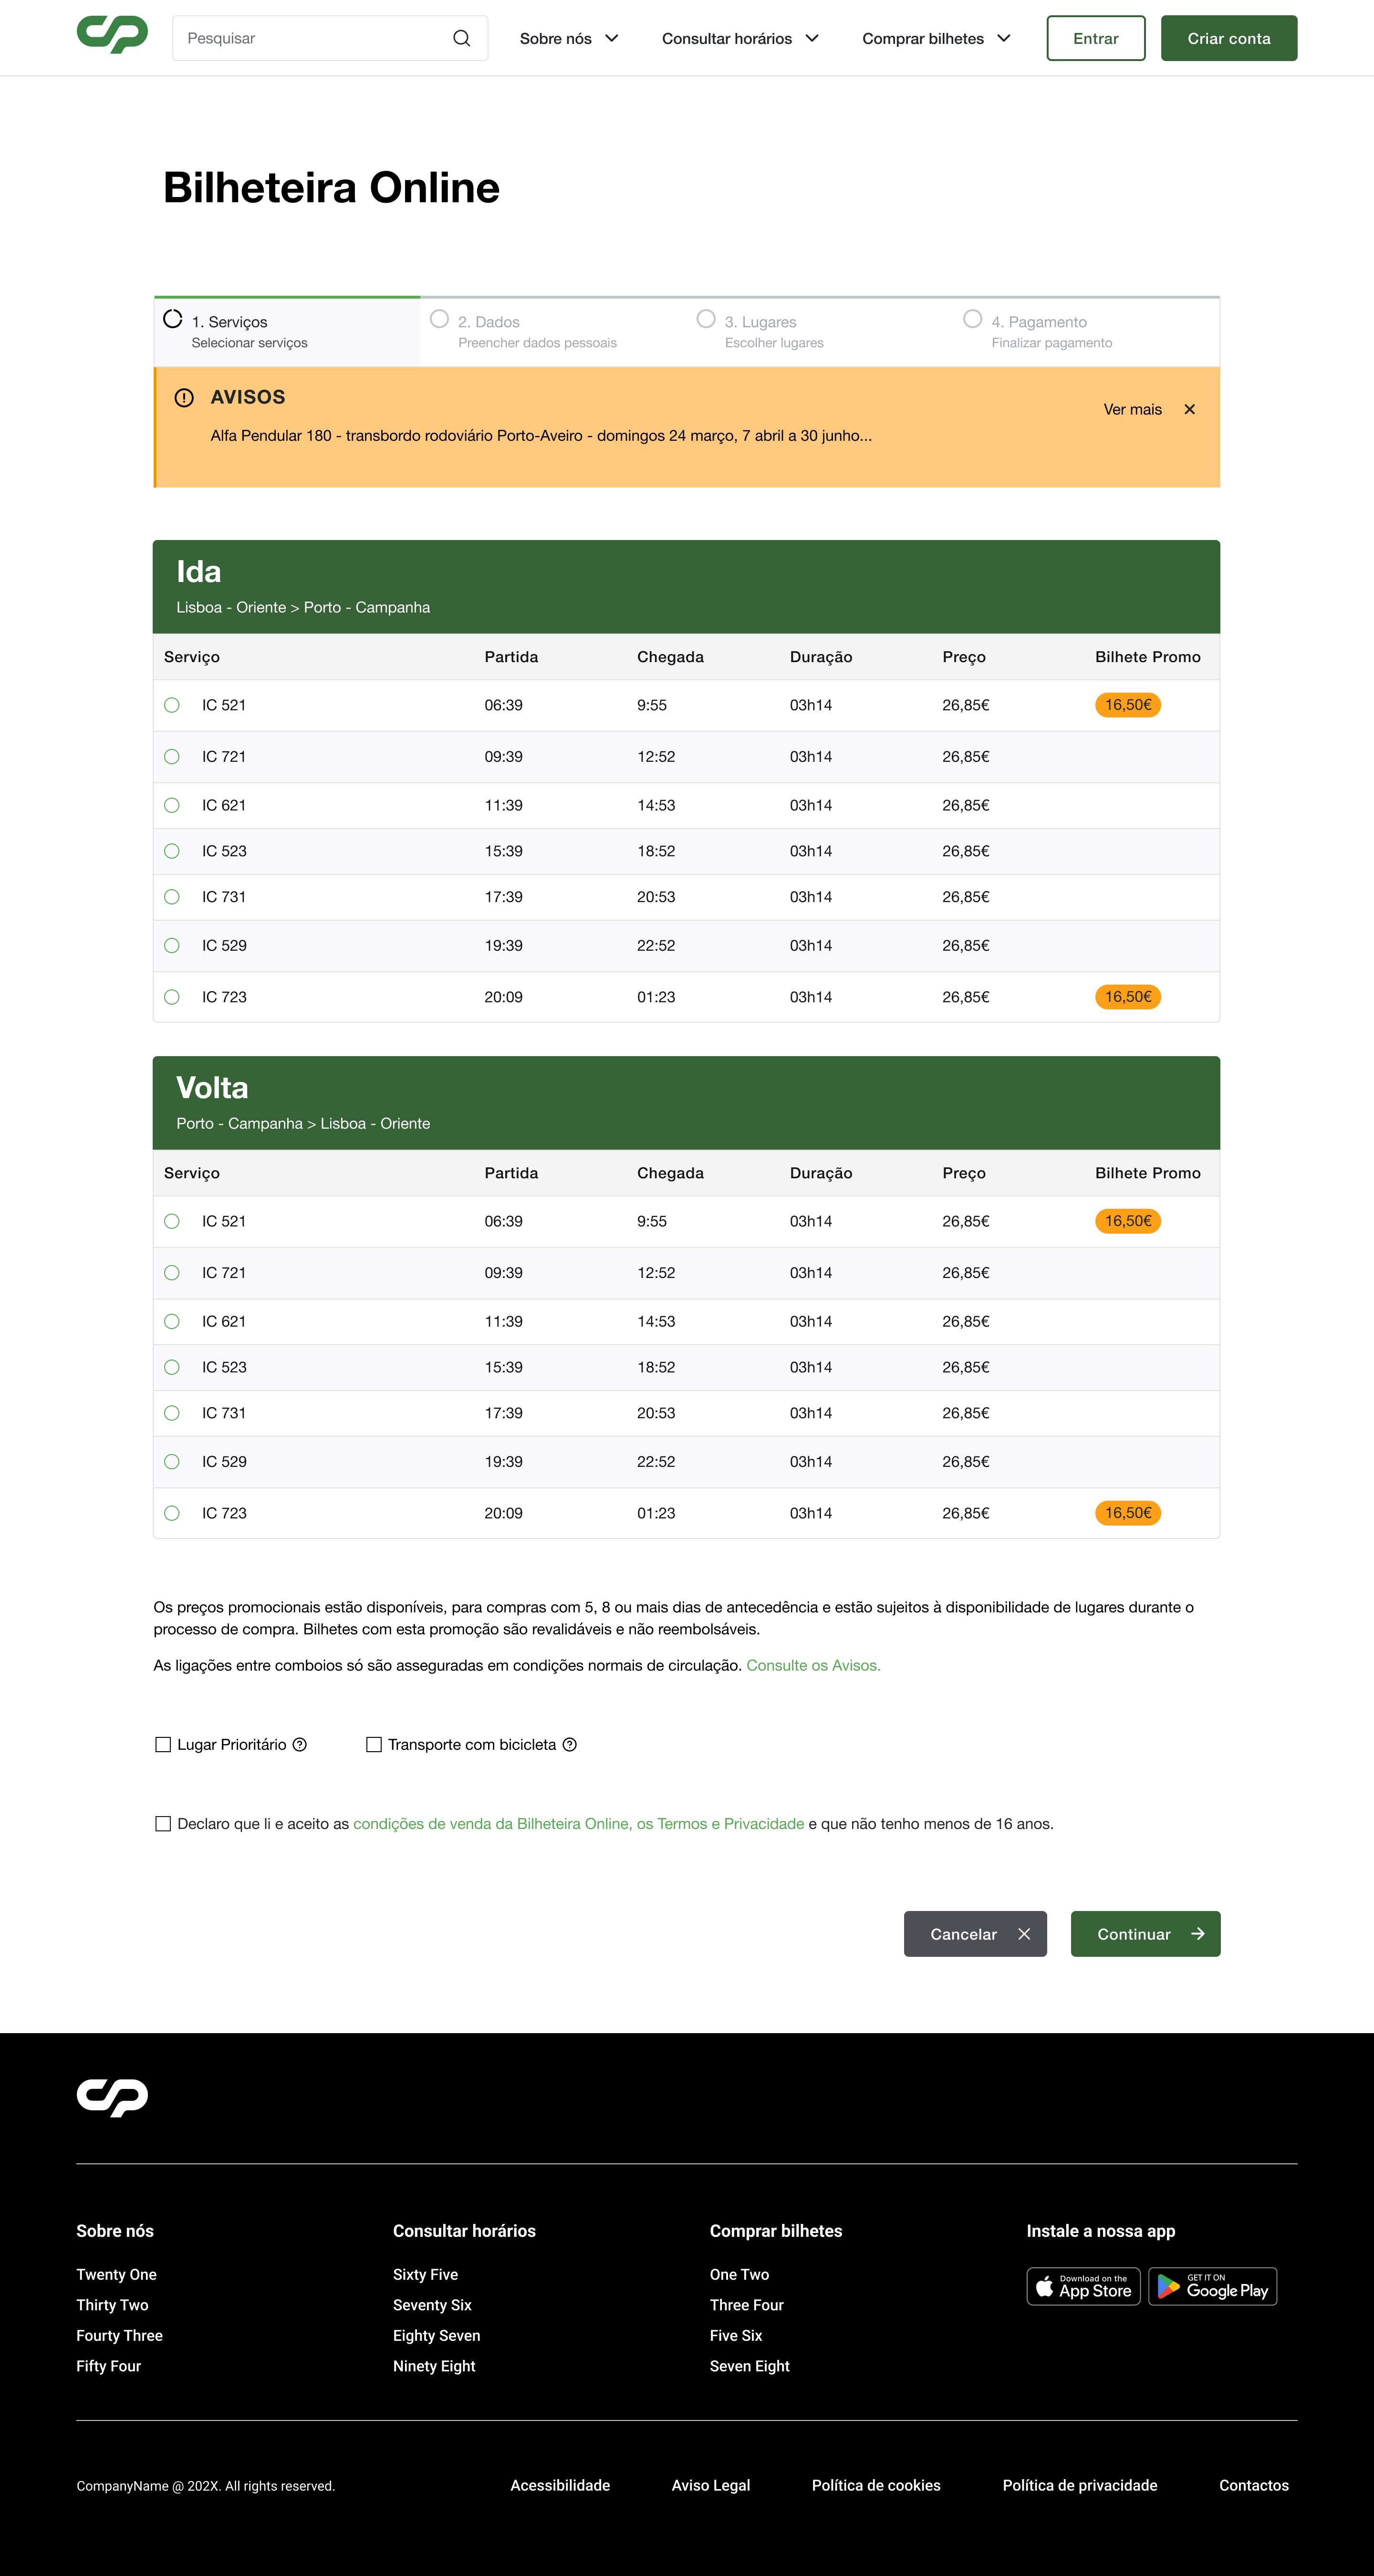 cp
Pesquisar
Sobre nós
Consultar horários
Comprar bilhetes
Entrar
Criar conta
Bilheteira Online
1. Serviços
Selecionar serviços
2. Dados
Preencher dados pessoais
3. Lugares
Escolher lugares
4. Pagamento
Finalizar pagamento
AVISOS
Ver mais
Alfa Pendular 180 - transbordo rodoviário Porto-Aveiro - domingos 24 março, 7 abril a 30 junho...
Ida
Lisboa - Oriente > Porto - Campanha
Serviço Partida Chegada Duração Preço Bilhete Promo
IC 521 06:39 9:55 03h14 26,85€ 16,50€
IC 721 09:39 12:52 03h14 26,85€
IC 621 11:39 14:53 03h14 26,85€
IC 523 15:39 18:52 03h14 26,85€
IC 731 17:39 20:53 03h14 26,85€
IC 529 19:39 22:52 03h14 26,85€
IC 723 20:09 01:23 03h14 26,85€ 16,50€
Volta
Porto - Campanha > Lisboa - Oriente
Serviço Partida Chegada Duração Preço Bilhete Promo
IC 521 06:39 9:55 03h14 26,85€ 16,50€
IC 721 09:39 12:52 03h14 26,85€
IC 621 11:39 14:53 03h14 26,85€
IC 523 15:39 18:52 03h14 26,85€
IC 731 17:39 20:53 03h14 26,85€
IC 529 19:39 22:52 03h14 26,85€
IC 723 20:09 01:23 03h14 26,85€ 16,50€
Os preços promocionais estão disponíveis, para compras com 5, 8 ou mais dias de antecedência e estão sujeitos à disponibilidade de lugares durante o
processo de compra. Bilhetes com esta promoção são revalidáveis e não reembolsáveis.
As ligações entre comboios só são asseguradas em condições normais de circulação. Consulte os Avisos.
Lugar Prioritário
Transporte com bicicleta
Declaro que li e aceito as condições de venda da Bilheteira Online, os Termos e Privacidade e que não tenho menos de 16 anos.
Cancelar
Continuar
cp
Sobre nós
Twenty One
Thirty Two
Fourty Three
Fifty Four
Consultar horários
Sixty Five
Seventy Six
Eighty Seven
Ninety Eight
Comprar bilhetes
One Two
Three Four
Five Six
Seven Eight
Instale a nossa app
Download on the
App Store
GET IT ON
Google Play
CompanyName @ 202X. All rights reserved.
Acessibilidade
Aviso Legal
Política de cookies
Política de privacidade
Contactos